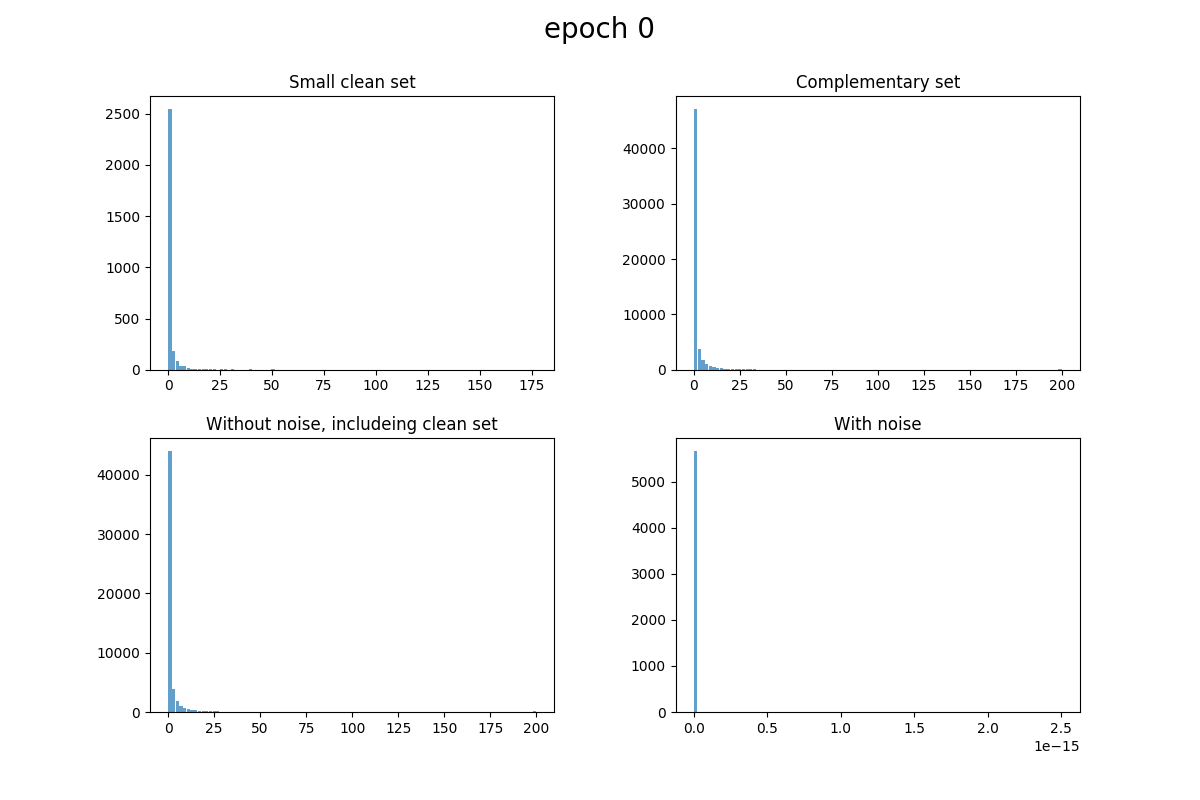 epoch 0
Small clean set
2500
2000
1500
1000
500
0
0 25 50 75 100 125 150 175
Complementary set
40000
30000
20000
10000
0
0 25 50 75 100 125 150 175 200
Without noise, includeing clean set
40000
30000
20000
10000
0
0 25 50 75 100 125 150 175 200
With noise
5000
4000
3000
2000
1000
0
0.0 0.5 1.0 1.5 2.0 2.5
1e−15